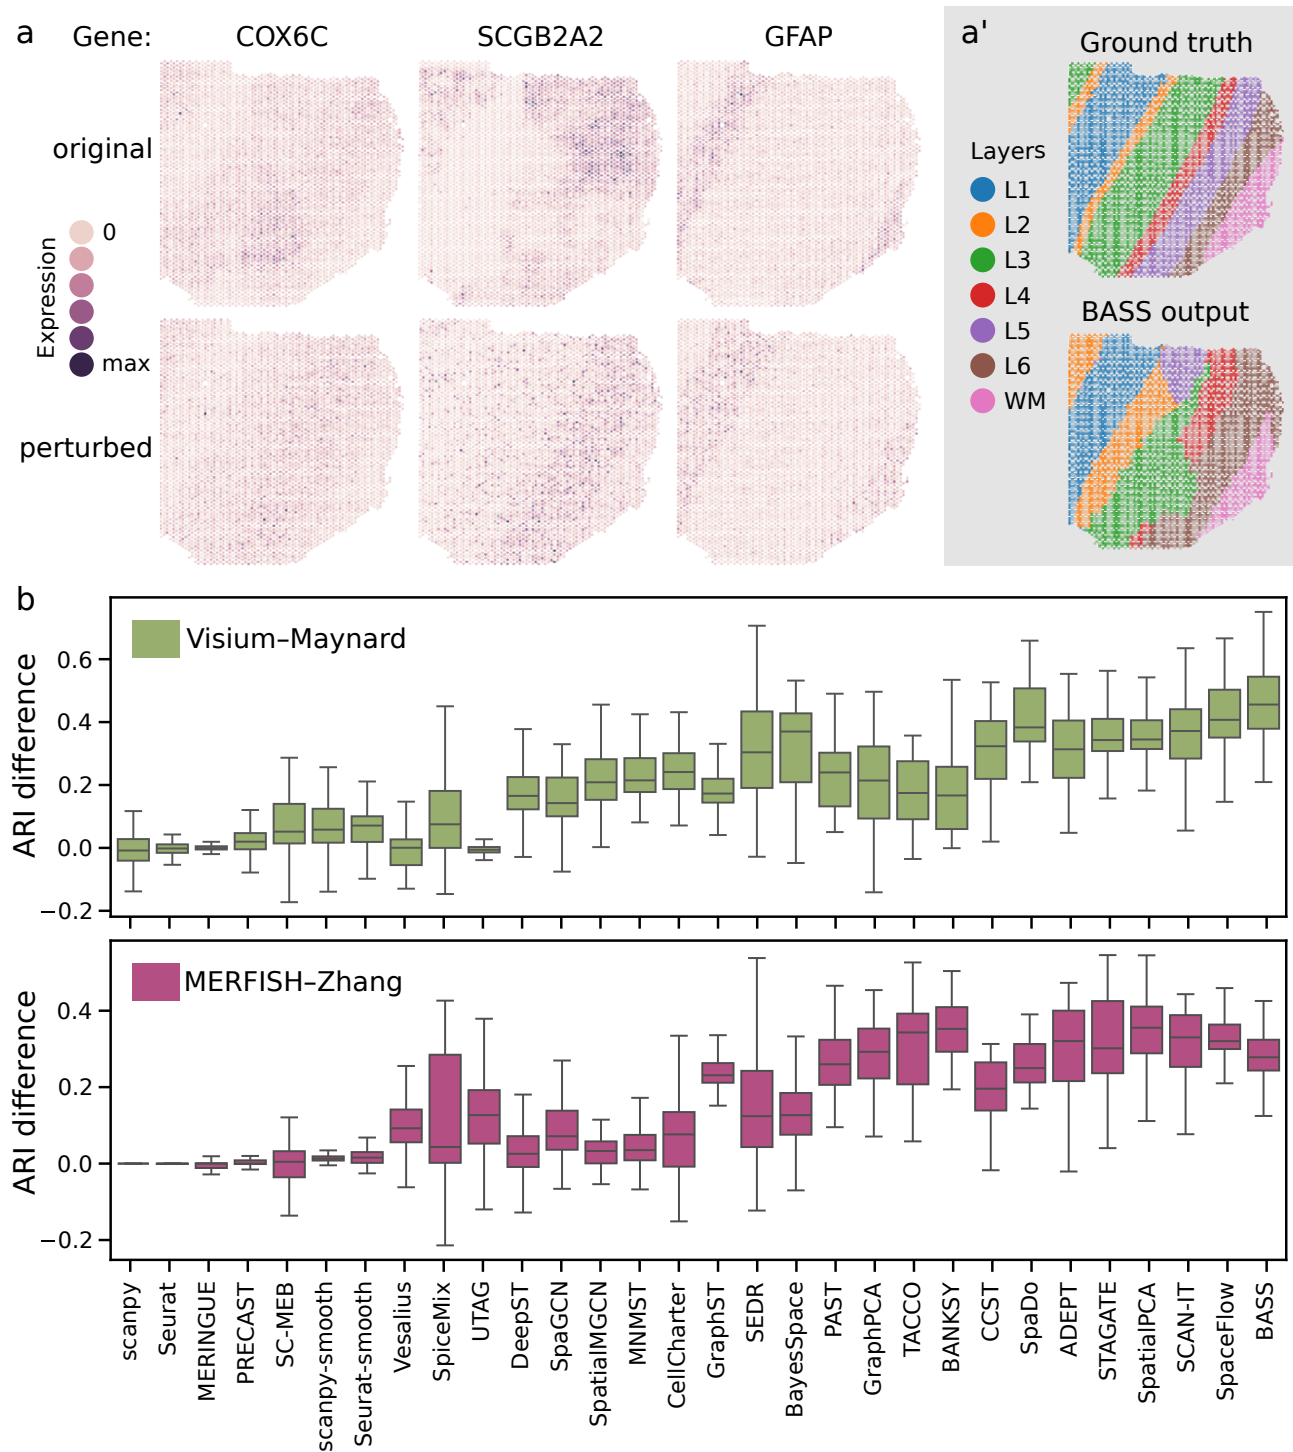 a
Gene:
COX6C
SCGB2A2
GFAP
original
Expression
0
max
perturbed
a'
Ground truth
Layers
L1
L2
L3
L4
L5
L6
WM
BASS output
b
Visium–Maynard
ARI difference
0.6
0.4
0.2
0.0
−0.2
MERFISH–Zhang
ARI difference
0.4
0.2
0.0
−0.2
scanpy
Seurat
MERINGUE
PRECAST
SC-MEB
scanpy-smooth
Seurat-smooth
Vesalius
SpiceMix
UTAG
DeepST
SpaGCN
SpatialMGCN
MNMST
CellCharter
GraphST
SEDR
BayesSpace
PAST
GraphPCA
TACCO
BANKSY
CCST
SpaDo
ADEPT
STAGATE
SpatialPCA
SCAN-IT
SpaceFlow
BASS